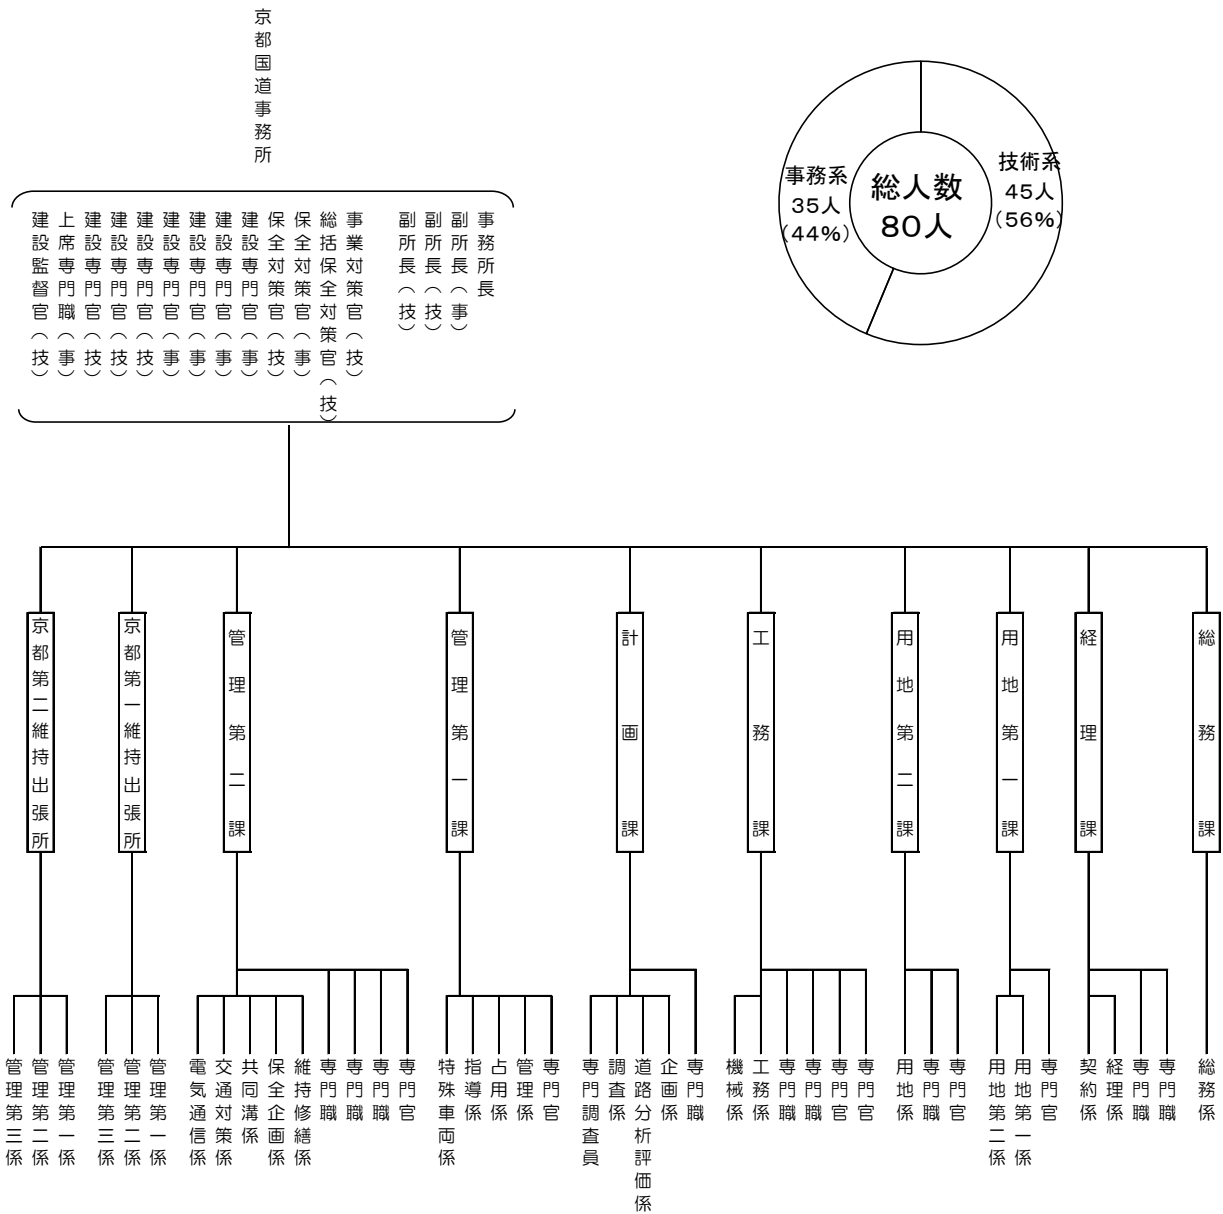 京都国道事務所
事務所長
副所長（事）
副所長（技）
副所長（技）
事業対策官（技）
総括保全対策官（技）
保全対策官（事）
保全対策官（技）
建設専門官（事）
建設専門官（事）
建設専門官（事）
建設専門官（事）
建設専門官（技）
建設専門官（技）
建設専門官（技）
上席専門職（事）
建設監督官（技）
総人数
80人
技術系
45人
(56%)
事務系
35人
(44%)
総務課
経理課
用地第一課
用地第二課
工務課
計画課
管理第一課
管理第二課
京都第一維持出張所
京都第二維持出張所
総務係
専門職
専門職
経理係
契約係
専門官
用地第一係
用地第二係
専門官
専門職
用地係
専門官
専門官
専門職
専門職
工務係
機械係
専門職
企画係
道路分析評価係
調査係
専門調査員
専門官
管理係
占用係
指導係
特殊車両係
専門官
専門職
専門職
専門職
維持修繕係
保全企画係
共同溝係
交通対策係
電気通信係
管理第一係
管理第二係
管理第三係
管理第一係
管理第二係
管理第三係